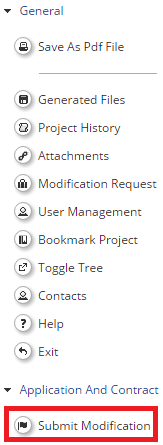 General
Save As Pdf File
Generated Files
Project History
Attachments
Modification Request
User Management
Bookmark Project
Toggle Tree
Contacts
Help
Exit
Application And Contract
Submit Modification